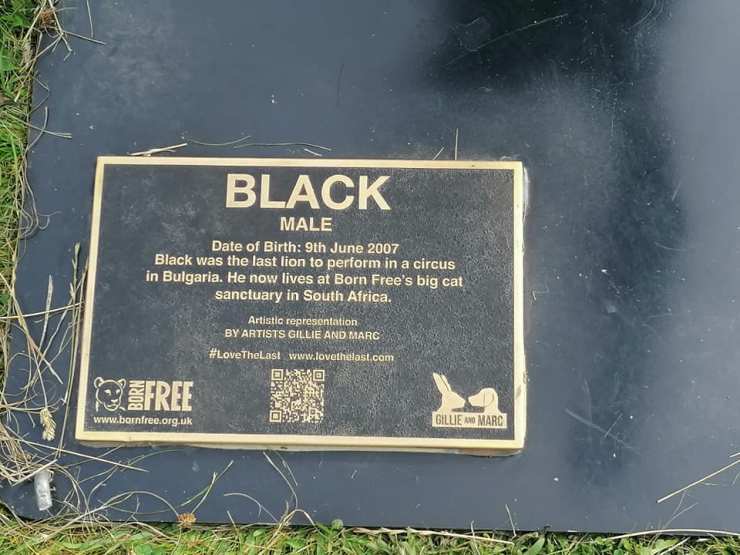 BLACK
MALE
Date of Birth: 9th June 2007
Black was the last lion to perform in a circus
in Bulgaria. He now lives at Born Free's big cat
sanctuary in South Africa.
Artistic representation
BY ARTISTS GILLIE AND MARC
#LoveTheLast www.lovethelast.com
BORN FREE
www.bornfree.org.uk
GILLIE AND MARC